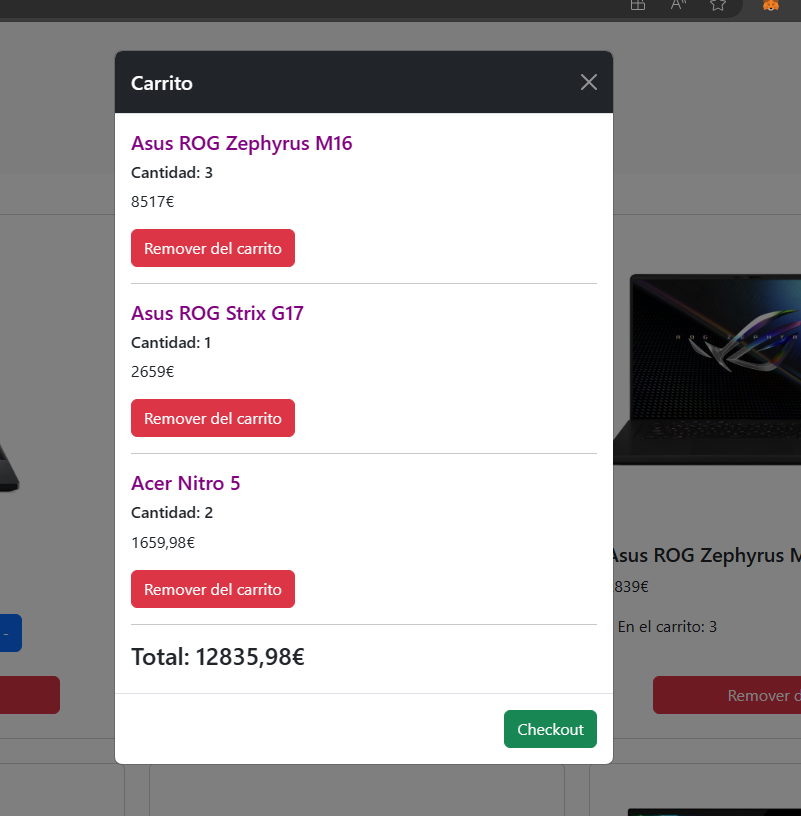 Carrito
Asus ROG Zephyrus M16
Cantidad: 3
8517€
Remover del carrito
Asus ROG Strix G17
Cantidad: 1
2659€
Remover del carrito
Acer Nitro 5
Cantidad: 2
1659,98€
Remover del carrito
Total: 12835,98€
Checkout
-
Asus ROG Zephyrus M
839€
En el carrito: 3
Remover d